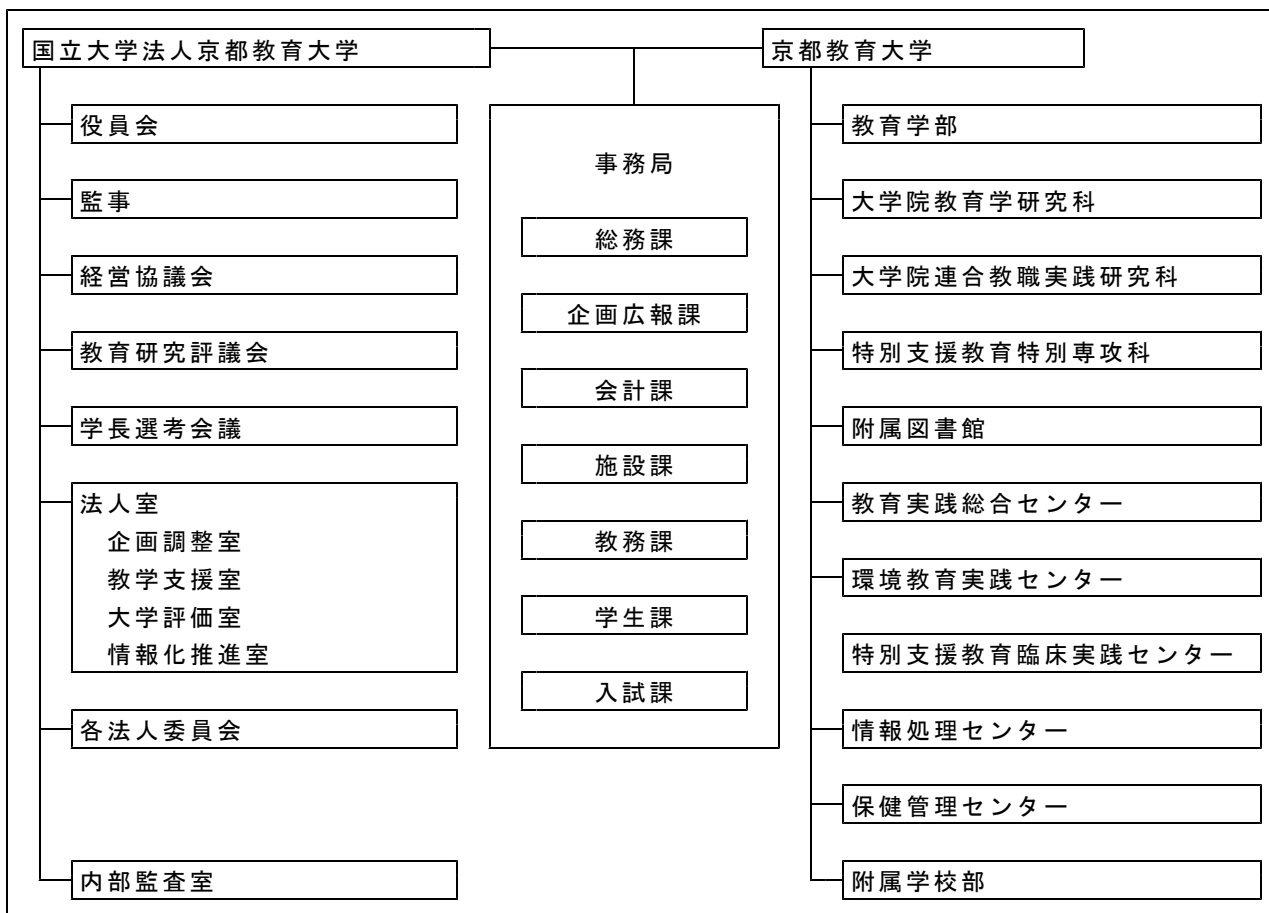 国立大学法人京都教育大学
役員会
監事
経営協議会
教育研究評議会
学長選考会議
法人室
企画調整室
教学支援室
大学評価室
情報化推進室
各法人委員会
内部監査室
事務局
総務課
企画広報課
会計課
施設課
教務課
学生課
入試課
京都教育大学
教育学部
大学院教育学研究科
大学院連合教職実践研究科
特別支援教育特別専攻科
附属図書館
教育実践総合センター
環境教育実践センター
特別支援教育臨床実践センター
情報処理センター
保健管理センター
附属学校部